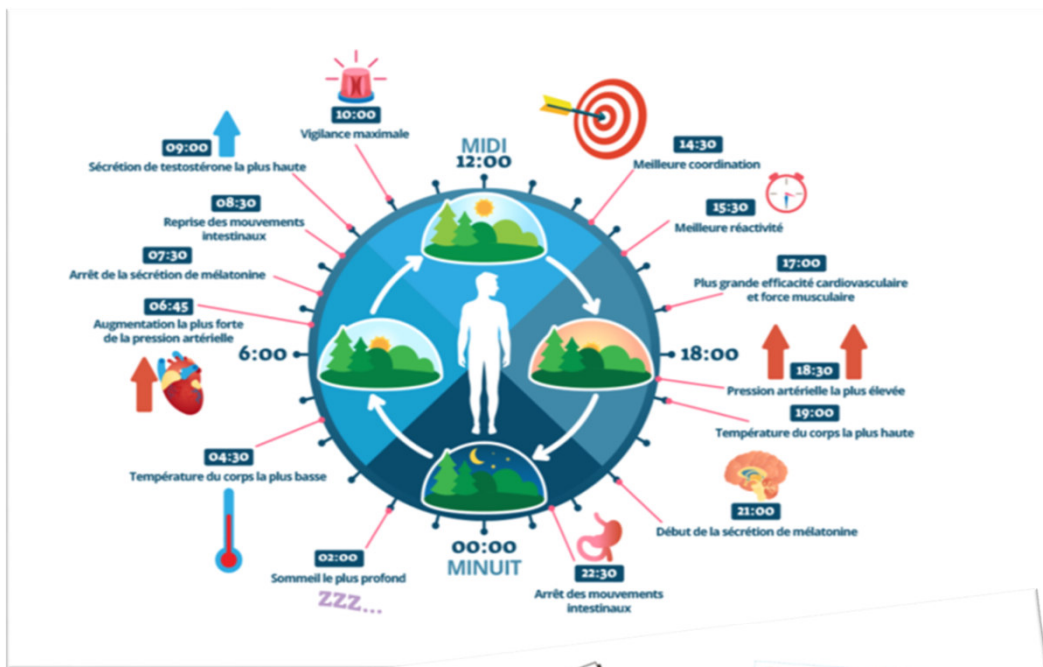 MIDI
12:00
14:30
Meilleure coordination
15:30
Meilleure réactivité
17:00
Plus grande efficacité cardiovasculaire
et force musculaire
18:00
18:30
Pression artérielle la plus élevée
19:00
Température du corps la plus haute
21:00
Début de la sécrétion de mélatonine
22:30
Arrêt des mouvements
intestinaux
00:00
MINUIT
02:00
Sommeil le plus profond
ZZZ...
04:30
Température du corps la plus basse
6:00
06:45
Augmentation la plus forte
de la pression artérielle
07:30
Arrêt de la sécrétion de mélatonine
08:30
Reprise des mouvements
intestinaux
09:00
Sécrétion de testostérone la plus haute
10:00
Vigilance maximale